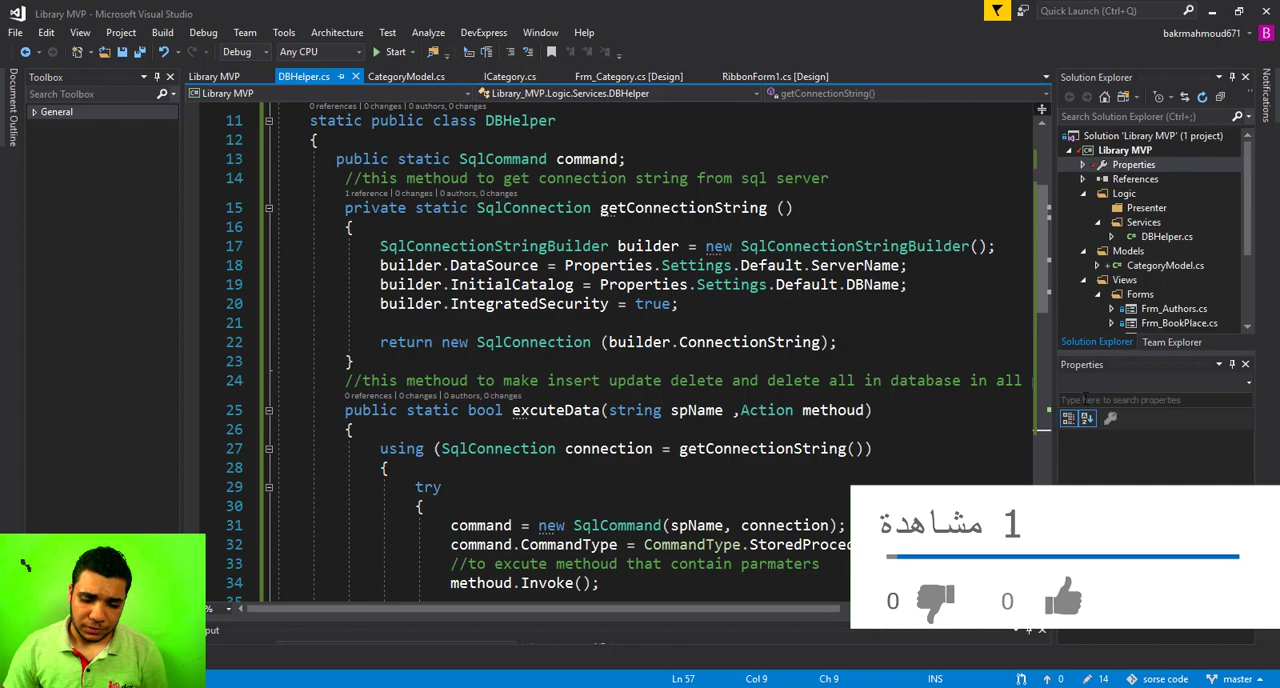 Library MVP - Microsoft Visual Studio
Quick Launch (Ctrl+Q)
File Edit View Project Build Debug Team Tools Architecture Test Analyze DevExpress Window Help
bakrmahmoud671 B
Debug Any CPU Start
Document Outline
Toolbox
Search Toolbox
General
Library MVP DBHelper.cs CategoryModel.cs ICategory.cs Frm_Category.cs [Design] RibbonForm1.cs [Design]
Library MVP Library_MVP.Logic.Services.DBHelper getConnectionString()
0 references | 0 changes | 0 authors, 0 changes
11 static public class DBHelper
12 {
13 public static SqlCommand command;
14 //this methoud to get connection string from sql server
1 reference | 0 changes | 0 authors, 0 changes
15 private static SqlConnection getConnectionString ()
16 {
17 SqlConnectionStringBuilder builder = new SqlConnectionStringBuilder();
18 builder.DataSource = Properties.Settings.Default.ServerName;
19 builder.InitialCatalog = Properties.Settings.Default.DBName;
20 builder.IntegratedSecurity = true;
21
22 return new SqlConnection (builder.ConnectionString);
23 }
24 //this methoud to make insert update delete and delete all in database in all
0 references | 0 changes | 0 authors, 0 changes
25 public static bool excuteData(string spName ,Action methoud)
26 {
27 using (SqlConnection connection = getConnectionString())
28 {
29 try
30 {
31 command = new SqlCommand(spName, connection);
32 command.CommandType = CommandType.StoredProced
33 //to excute methoud that contain parmaters
34 methoud.Invoke();
%
put
Solution Explorer
Search Solution Explorer (Ctrl+;)
Solution 'Library MVP' (1 project)
Library MVP
Properties
References
Logic
Presenter
Services
DBHelper.cs
Models
CategoryModel.cs
Views
Forms
Frm_Authors.cs
Frm_BookPlace.cs
Solution Explorer Team Explorer
Properties
Type here to search properties
Notifications
1 مشاهدة
0 0
Ln 57 Col 9 Ch 9 INS 0 14 sorse code master